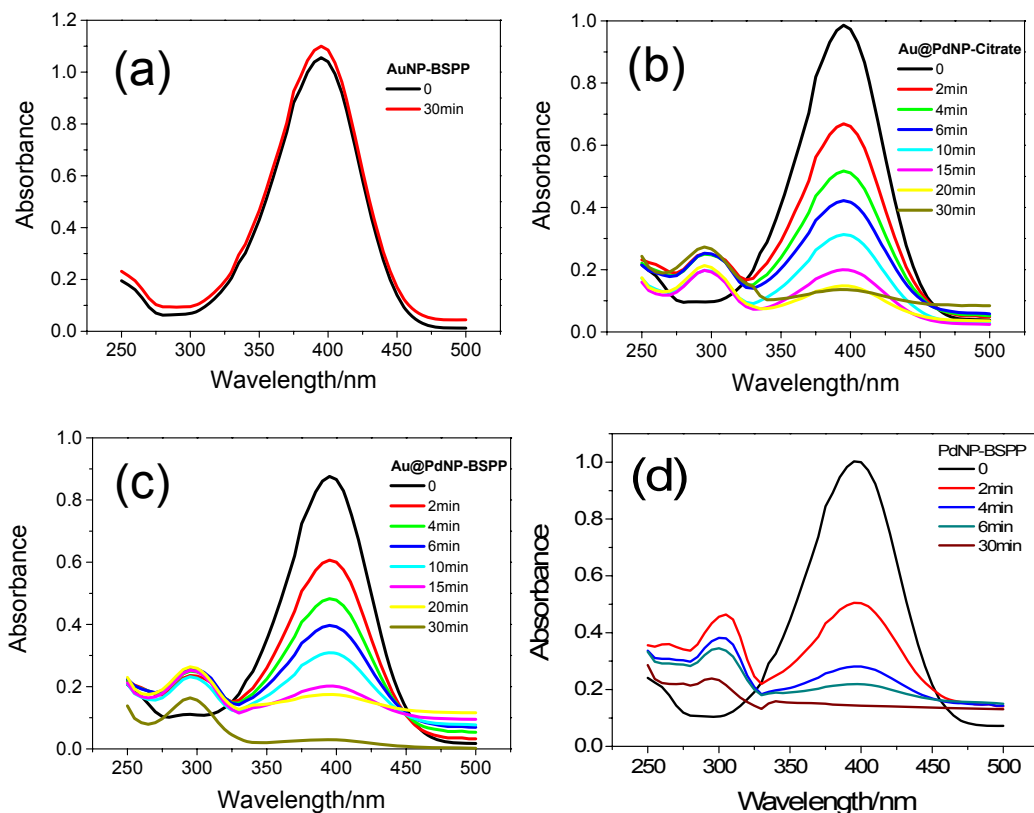 (a)
AuNP-BSPP
0
30min
1.2
1.0
0.8
0.6
0.4
0.2
0.0
Absorbance
250 300 350 400 450 500
Wavelength/nm
(b)
Au@PdNP-Citrate
0
2min
4min
6min
10min
15min
20min
30min
1.0
0.8
0.6
0.4
0.2
0.0
Absorbance
250 300 350 400 450 500
Wavelength/nm
(c)
Au@PdNP-BSPP
0
2min
4min
6min
10min
15min
20min
30min
1.0
0.8
0.6
0.4
0.2
0.0
Absorbance
250 300 350 400 450 500
Wavelength/nm
(d)
PdNP-BSPP
0
2min
4min
6min
30min
1.0
0.8
0.6
0.4
0.2
0.0
Absorbance
250 300 350 400 450 500
Wavelength/nm